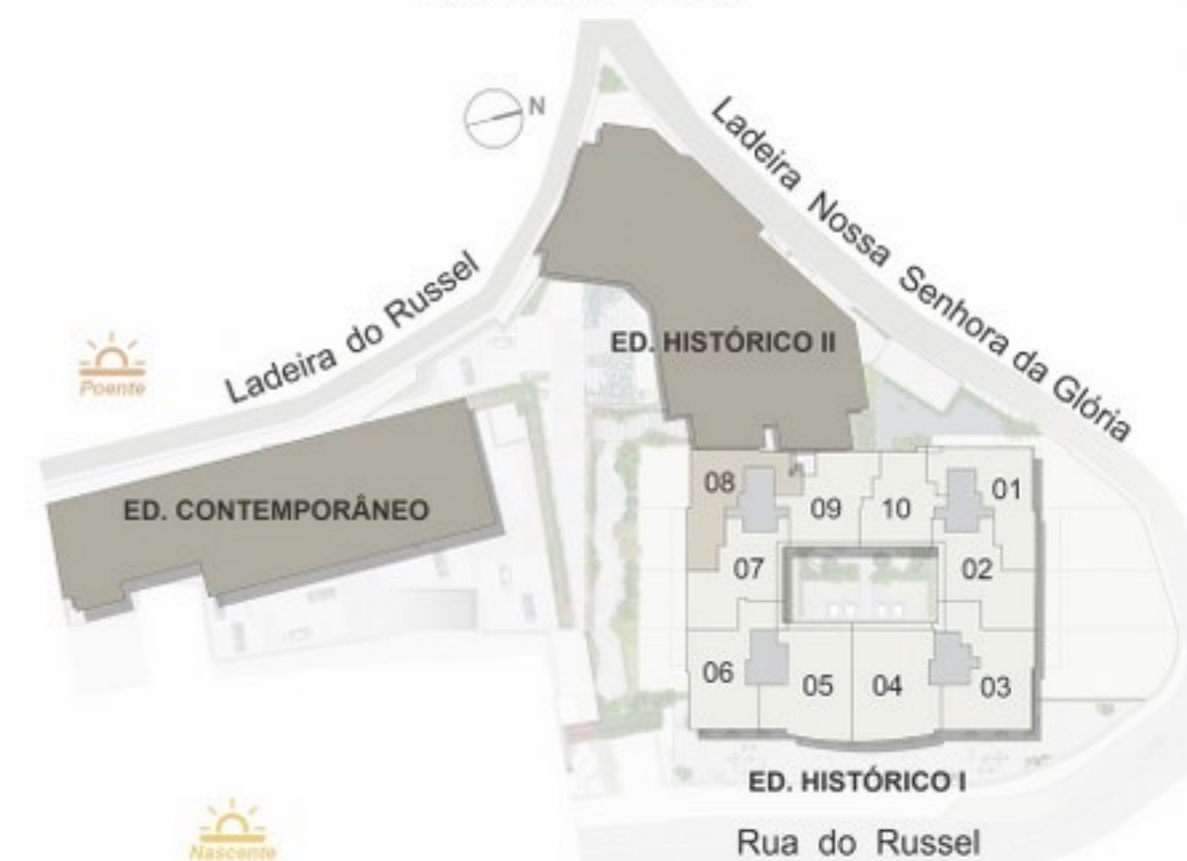 N
Ladeira Nossa Senhora da Glória
Ladeira do Russel
Poente
ED. HISTÓRICO II
ED. CONTEMPORÂNEO
08
09
10
01
07
02
06
05
04
03
ED. HISTÓRICO I
Rua do Russel
Nascente